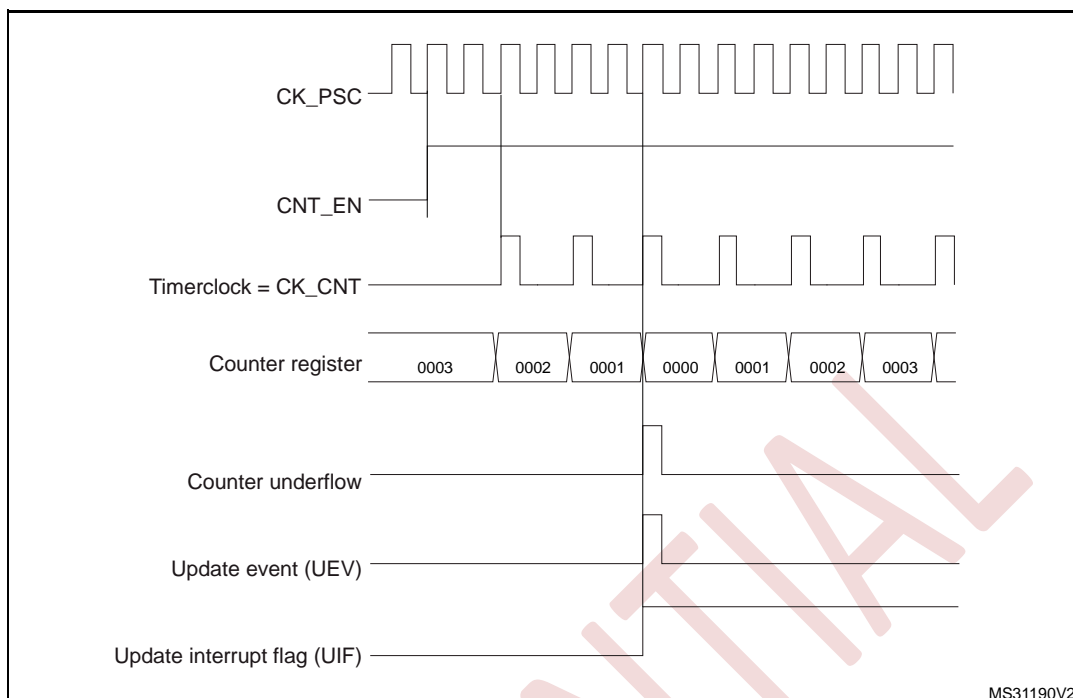 CK_PSC
CNT_EN
Timerclock = CK_CNT
Counter register
0003 0002 0001 0000 0001 0002 0003
Counter underflow
Update event (UEV)
Update interrupt flag (UIF)
NTIAL
MS31190V2